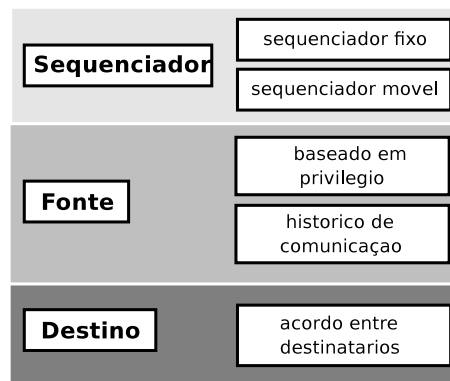 Sequenciador
sequenciador fixo
sequenciador movel
Fonte
baseado em
privilegio
historico de
comunicaçao
Destino
acordo entre
destinatarios